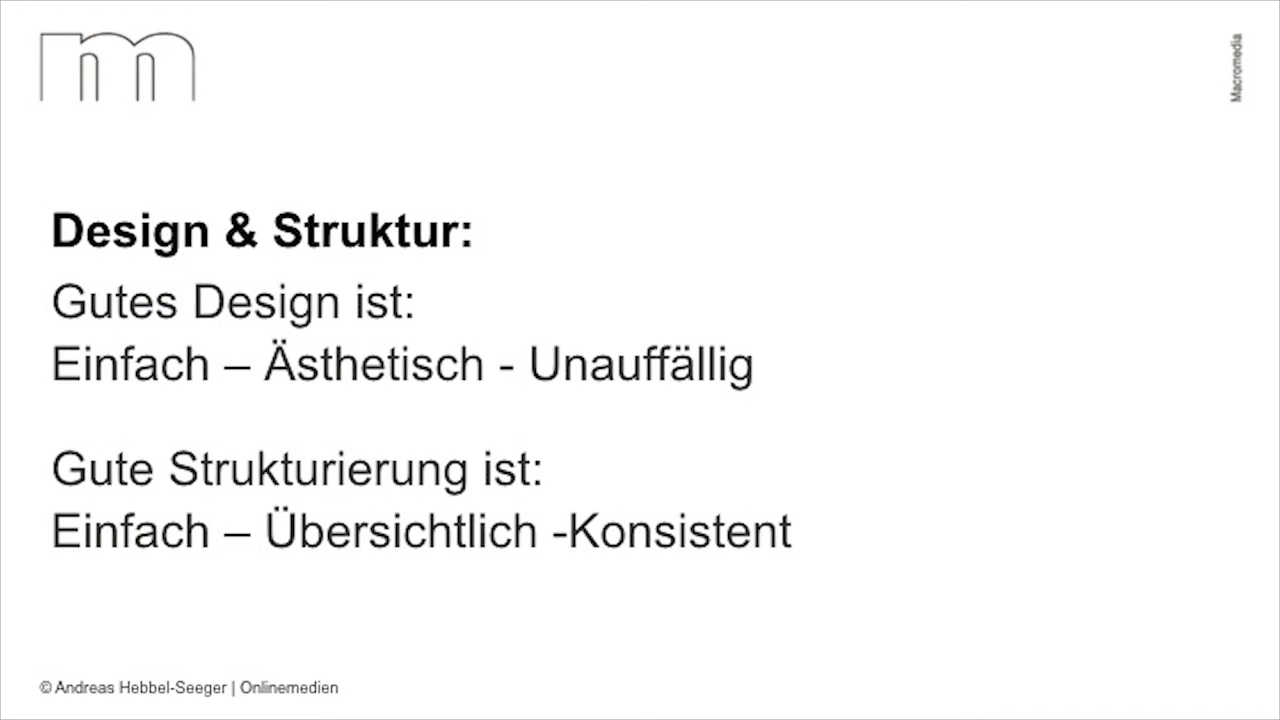 m
Macromedia
Design & Struktur:
Gutes Design ist:
Einfach – Ästhetisch - Unauffällig
Gute Strukturierung ist:
Einfach – Übersichtlich -Konsistent
© Andreas Hebbel-Seeger | Onlinemedien